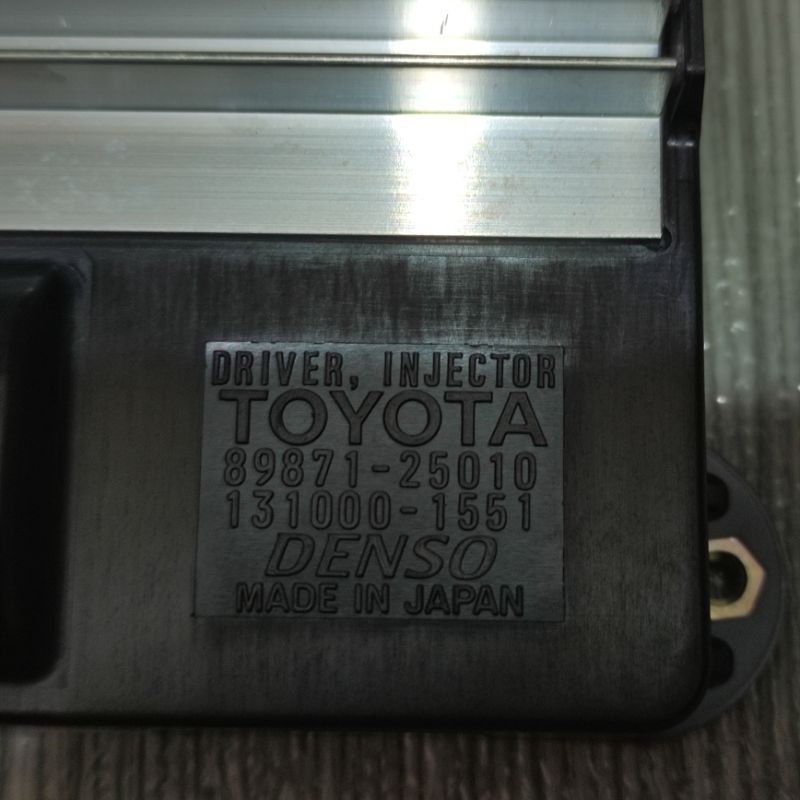 DRIVER, INJECTOR
TOYOTA
89871-25010
131000-1551
DENSO
MADE IN JAPAN